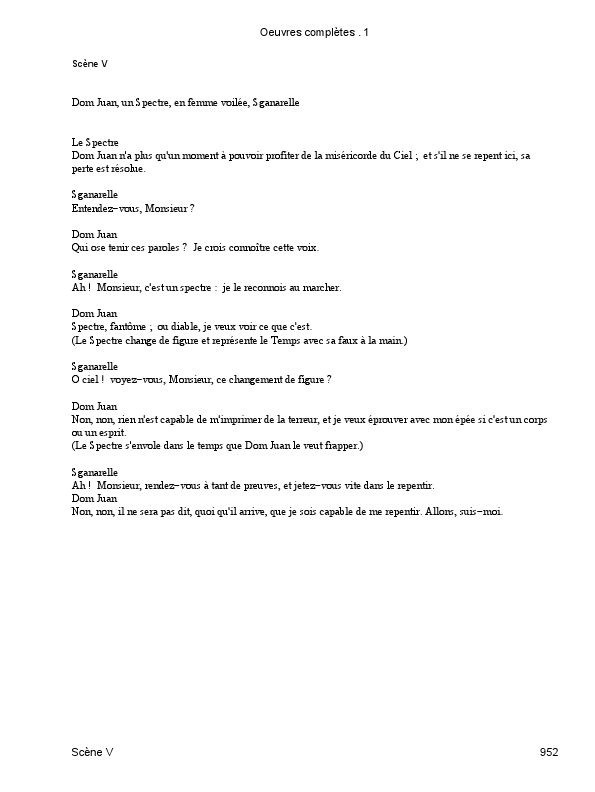 Oeuvres complètes . 1
Scène V
Dom Juan, un Spectre, en femme voilée, Sganarelle
Le Spectre
Dom Juan n'a plus qu'un moment à pouvoir profiter de la miséricorde du Ciel ;  et s'il ne se repent ici, sa
perte est résolue.
Sganarelle
Entendez−vous, Monsieur ?
Dom Juan
Qui ose tenir ces paroles ?  Je crois connoître cette voix.
Sganarelle
Ah !  Monsieur, c'est un spectre :  je le reconnois au marcher.
Dom Juan
Spectre, fantôme ;  ou diable, je veux voir ce que c'est.
(Le Spectre change de figure et représente le Temps avec sa faux à la main.)
Sganarelle
O ciel !  voyez−vous, Monsieur, ce changement de figure ?
Dom Juan
Non, non, rien n'est capable de m'imprimer de la terreur, et je veux éprouver avec mon épée si c'est un corps
ou un esprit.
(Le Spectre s'envole dans le temps que Dom Juan le veut frapper.)
Sganarelle
Ah !  Monsieur, rendez−vous à tant de preuves, et jetez−vous vite dans le repentir.
Dom Juan
Non, non, il ne sera pas dit, quoi qu'il arrive, que je sois capable de me repentir. Allons, suis−moi.
Scène V
952